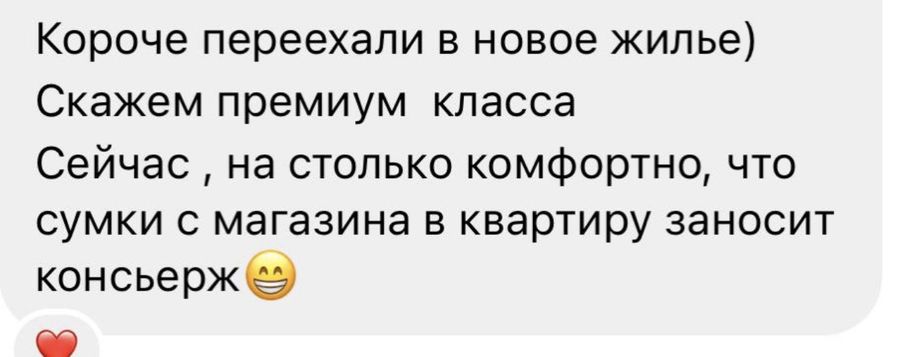 Короче переехали в новое жилье)
Скажем премиум  класса
Сейчас , на столько комфортно, что
сумки с магазина в квартиру заносит
консьерж😁